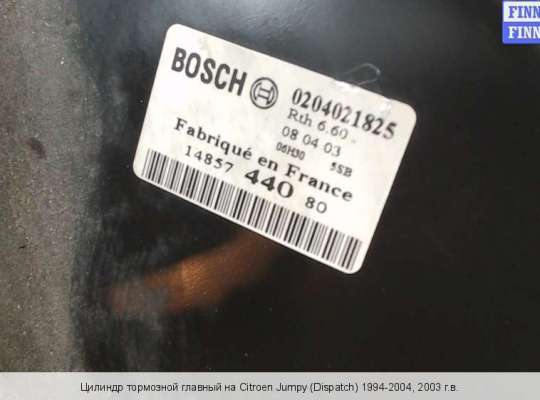 FINN
FINN
BOSCH 0204021825
Rth 6.60 -
08 04 03
06H30 5SB
Fabriqué en France
14857 440 80
Цилиндр тормозной главный на Citroen Jumpy (Dispatch) 1994-2004, 2003 г.в.